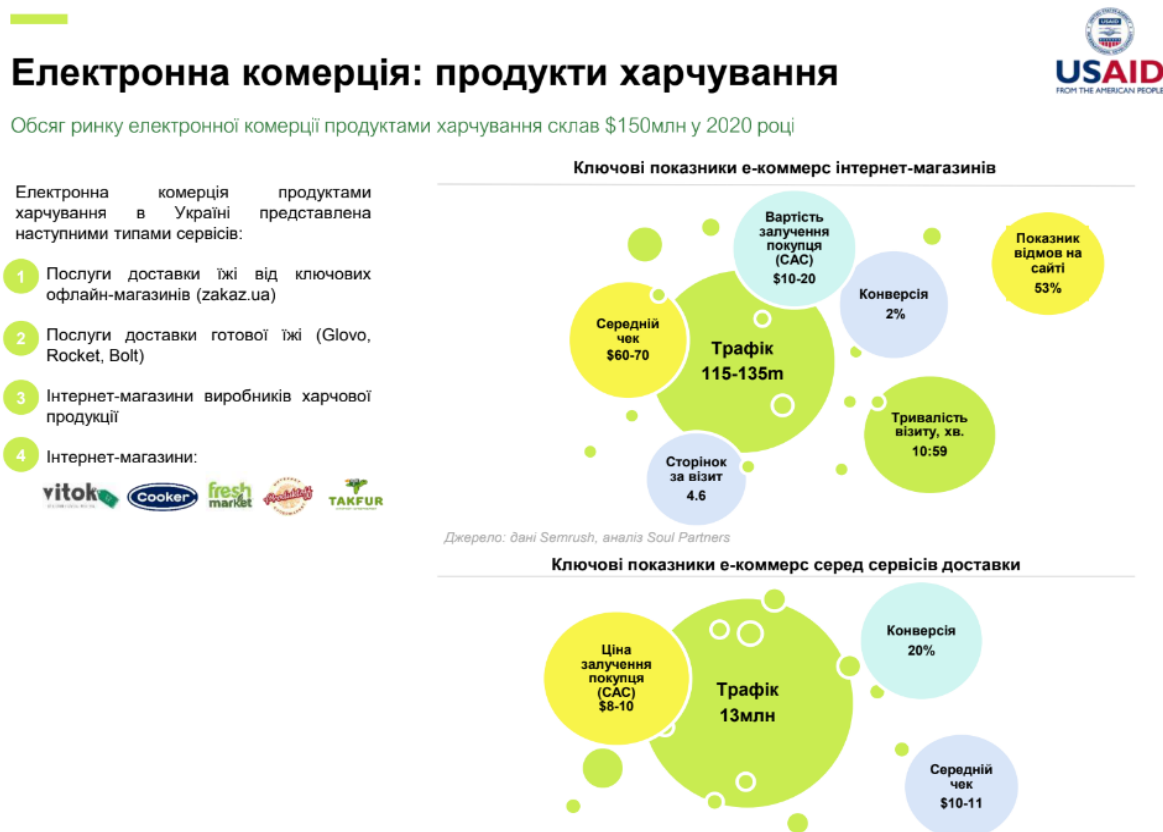 USAID
FROM THE AMERICAN PEOPLE
Електронна комерція: продукти харчування
Обсяг ринку електронної комерції продуктами харчування склав $150млн у 2020 році
Електронна комерція продуктами
харчування в Україні представлена
наступними типами сервісів:
1
Послуги доставки їжі від ключових
офлайн-магазинів (zakaz.ua)
2
Послуги доставки готової їжі (Glovo,
Rocket, Bolt)
3
Інтернет-магазини виробників харчової
продукції
4
Інтернет-магазини:
vitok
Cooker
fresh
market
Produktoff
TAKFUR
Ключові показники е-коммерс інтернет-магазинів
Вартість
залучення
покупця
(CAC)
$10-20
Показник
відмов на
сайті
53%
Конверсія
2%
Середній
чек
$60-70
Трафік
115-135m
Тривалість
візиту, хв.
10:59
Сторінок
за візит
4.6
Джерело: дані Semrush, аналіз Soul Partners
Ключові показники е-коммерс серед сервісів доставки
Конверсія
20%
Ціна
залучення
покупця
(CAC)
$8-10
Трафік
13млн
Середній
чек
$10-11